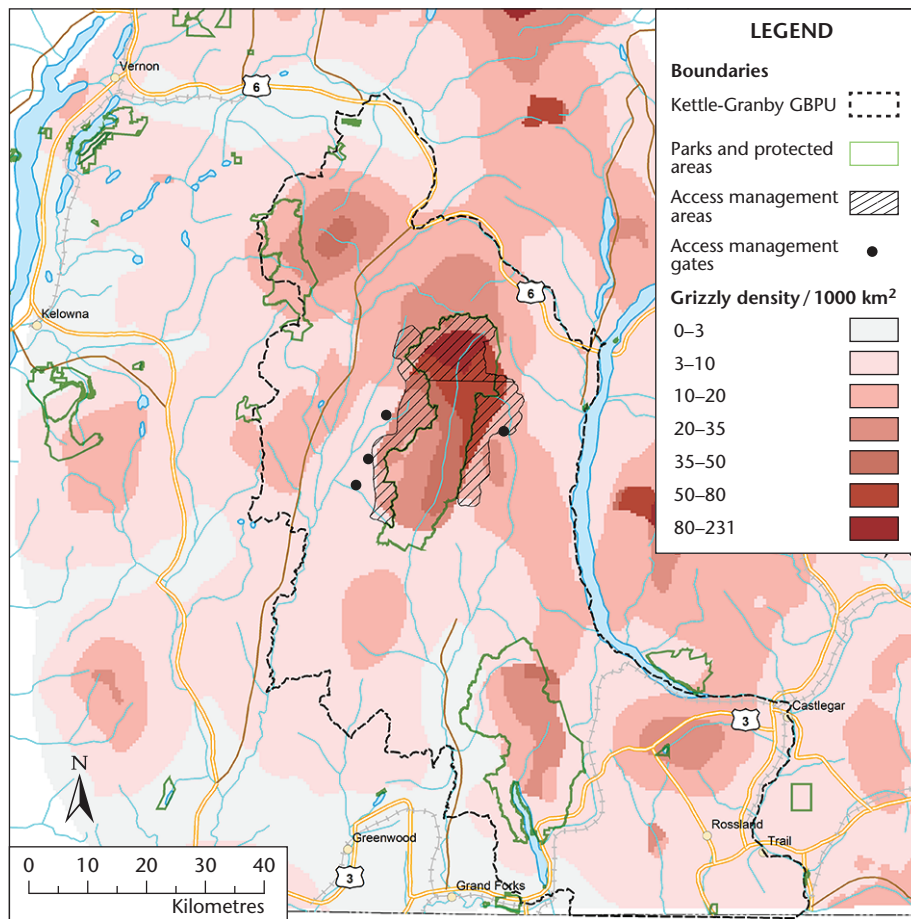 LEGEND
Boundaries
Kettle-Granby GBPU
Parks and protected
areas
Access management
areas
Access management
gates
Grizzly density / 1000 km²
0–3
3–10
10–20
20–35
35–50
50–80
80–231
Vernon
6
Kelowna
6
Castlegar
3
Rossland
Trail
Greenwood
3
Grand Forks
N
0 10 20 30 40
Kilometres